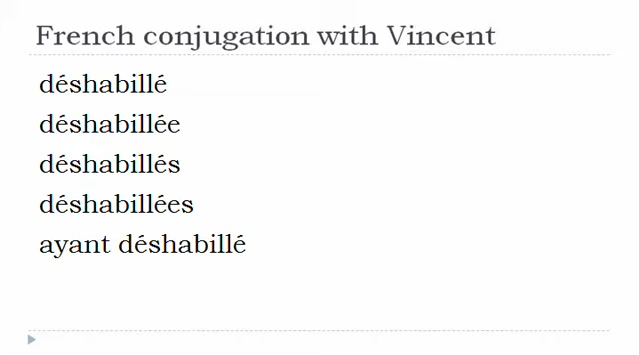 French conjugation with Vincent
déshabillé
déshabillée
déshabillés
déshabillées
ayant déshabillé